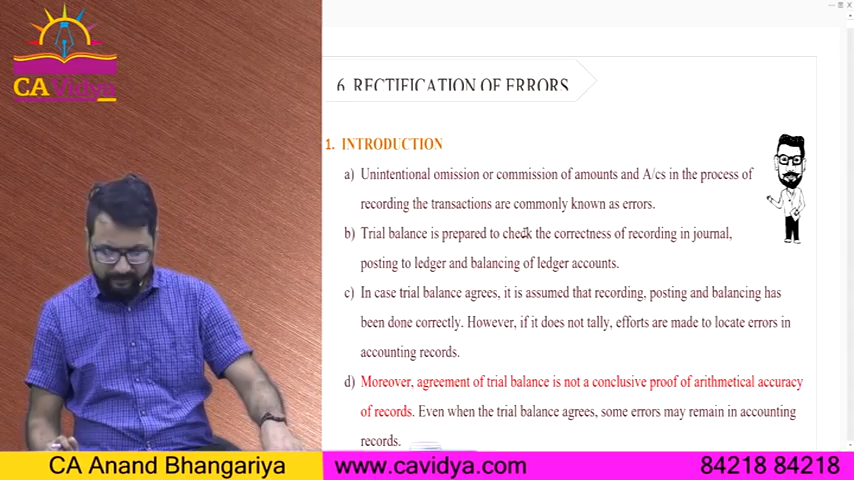 CA Vidya
6. RECTIFICATION OF ERRORS
1. INTRODUCTION
a) Unintentional omission or commission of amounts and A/cs in the process of
recording the transactions are commonly known as errors.
b) Trial balance is prepared to check the correctness of recording in journal,
posting to ledger and balancing of ledger accounts.
c) In case trial balance agrees, it is assumed that recording, posting and balancing has
been done correctly. However, if it does not tally, efforts are made to locate errors in
accounting records.
d) Moreover, agreement of trial balance is not a conclusive proof of arithmetical accuracy
of records. Even when the trial balance agrees, some errors may remain in accounting
records.
CA Anand Bhangariya www.cavidya.com 84218 84218